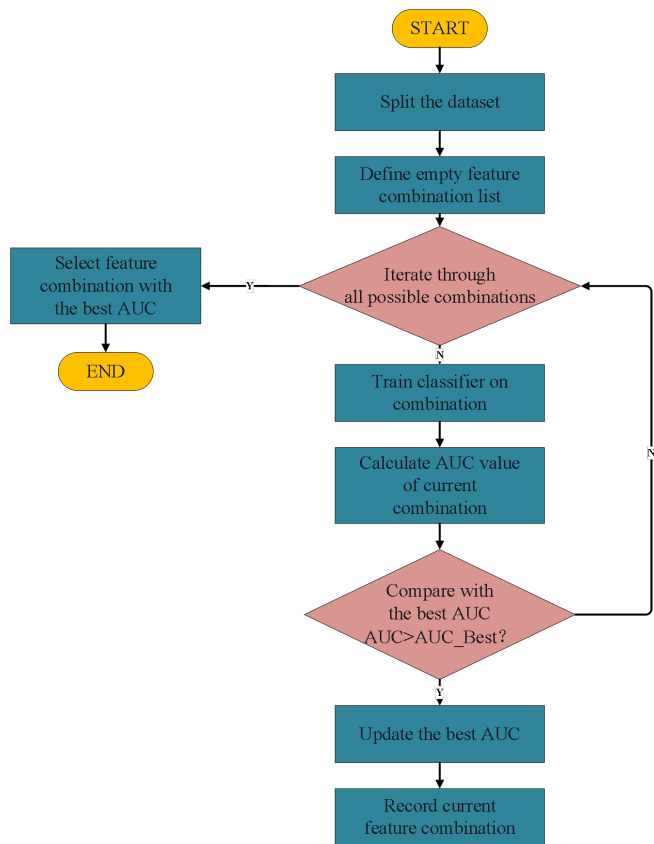 START
Split the dataset
Define empty feature
combination list
Iterate through
all possible combinations
Y
Select feature
combination with
the best AUC
END
N
Train classifier on
combination
Calculate AUC value
of current
combination
N
Compare with
the best AUC
AUC>AUC_Best？
Y
Update the best AUC
Record current
feature combination